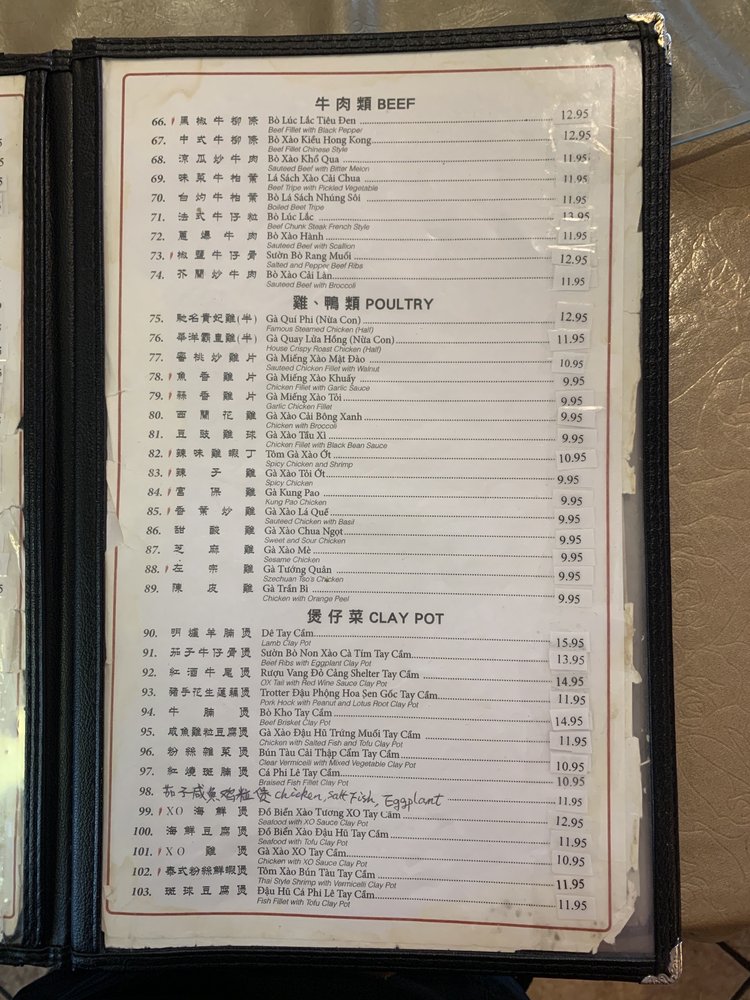 牛肉類 BEEF
66. 黑椒牛柳條 Bò Lúc Lắc Tiêu Đen 12.95
Beef Fillet with Black Pepper
67. 中式牛柳條 Bò Xào Kiểu Hong Kong 12.95
Beef Fillet Chinese Style
68. 涼瓜炒牛肉 Bò Xào Khổ Qua 11.95
Sauteed Beef with Bitter Melon
69. 味菜牛柏葉 Lá Sách Xào Cải Chua 11.95
Beef Tripe with Pickled Vegetable
70. 白灼牛柏葉 Bò Lá Sách Nhúng Sôi 11.95
Boiled Beef Tripe
71. 法式牛仔粒 Bò Lúc Lắc 13.95
Beef Chunk Steak French Style
72. 蔥爆牛肉 Bò Xào Hành 11.95
Sauteed Beef with Scallion
73. 椒鹽牛仔骨 Sườn Bò Rang Muối 12.95
Salted and Pepper Beef Ribs
74. 芥蘭炒牛肉 Bò Xào Cải Làn 11.95
Sauteed Beef with Broccoli
雞、鴨類 POULTRY
75. 馳名貴妃雞(半) Gà Quí Phi (Nửa Con) 12.95
Famous Steamed Chicken (Half)
76. 華洋霸皇雞(半) Gà Quay Lửa Hồng (Nửa Con) 11.95
House Crispy Roast Chicken (Half)
77. 蜜桃炒雞片 Gà Miếng Xào Mật Đào 10.95
Sauteed Chicken Fillet with Walnut
78. 魚香雞片 Gà Miếng Xào Khuẩy 9.95
Chicken Fillet with Garlic Sauce
79. 蒜香雞片 Gà Miếng Xào Tỏi 9.95
Garlic Chicken Fillet
80. 西蘭花雞 Gà Xào Cải Bông Xanh 9.95
Chicken with Broccoli
81. 豆豉雞球 Gà Xào Tầu Xì 9.95
Chicken Fillet with Black Bean Sauce
82. 辣味雞蝦丁 Tôm Gà Xào Ớt 10.95
Spicy Chicken and Shrimp
83. 辣子雞 Gà Xào Tỏi Ớt 9.95
Spicy Chicken
84. 宮保雞 Gà Kung Pao 9.95
Kung Pao Chicken
85. 香葉炒雞 Gà Xào Lá Quế 9.95
Sauteed Chicken with Basil
86. 甜酸雞 Gà Xào Chua Ngọt 9.95
Sweet and Sour Chicken
87. 芝麻雞 Gà Xào Mè 9.95
Sesame Chicken
88. 左宗雞 Gà Tướng Quân 9.95
Szechuan Tso's Chicken
89. 陳皮雞 Gà Trần Bì 9.95
Chicken with Orange Peel
煲仔菜 CLAY POT
90. 明爐羊腩煲 Dê Tay Cầm 15.95
Lamb Clay Pot
91. 茄子牛仔骨煲 Sườn Bò Non Xào Cà Tím Tay Cầm 13.95
Beef Ribs with Eggplant Clay Pot
92. 紅酒牛尾煲 Rượu Vang Đỏ Cảng Shelter Tay Cầm 14.95
OX Tail with Red Wine Sauce Clay Pot
93. 豬手花生蓮藕煲 Trotter Đậu Phộng Hoa Sen Gốc Tay Cầm 11.95
Pork Hock with Peanut and Lotus Root Clay Pot
94. 牛腩煲 Bò Kho Tay Cầm 14.95
Beef Brisket Clay Pot
95. 咸魚雞粒豆腐煲 Gà Xào Đậu Hũ Trứng Muối Tay Cầm 11.95
Chicken with Salted Fish and Tofu Clay Pot
96. 粉絲雜菜煲 Bún Tàu Cải Thập Cẩm Tay Cầm 10.95
Clear Vermicelli with Mixed Vegetable Clay Pot
97. 紅燒斑腩煲 Cá Phi Lê Tay Cầm 10.95
Braised Fish Fillet Clay Pot
98. 茄子咸魚鸡粒煲 Chicken, Salt Fish, Eggplant 11.95
99. XO海鮮煲 Đồ Biển Xào Tương XO Tay Cầm 12.95
Seafood with XO Sauce Clay Pot
100. 海鮮豆腐煲 Đồ Biển Xào Đậu Hũ Tay Cầm 11.95
Seafood with Tofu Clay Pot
101. XO雞煲 Gà Xào XO Tay Cầm 10.95
Chicken with XO Sauce Clay Pot
102. 泰式粉絲鮮蝦煲 Tôm Xào Bún Tàu Tay Cầm 11.95
Thai Style Shrimp with Vermicelli Clay Pot
103. 斑球豆腐煲 Đậu Hũ Cá Phi Lê Tay Cầm 11.95
Fish Fillet with Tofu Clay Pot